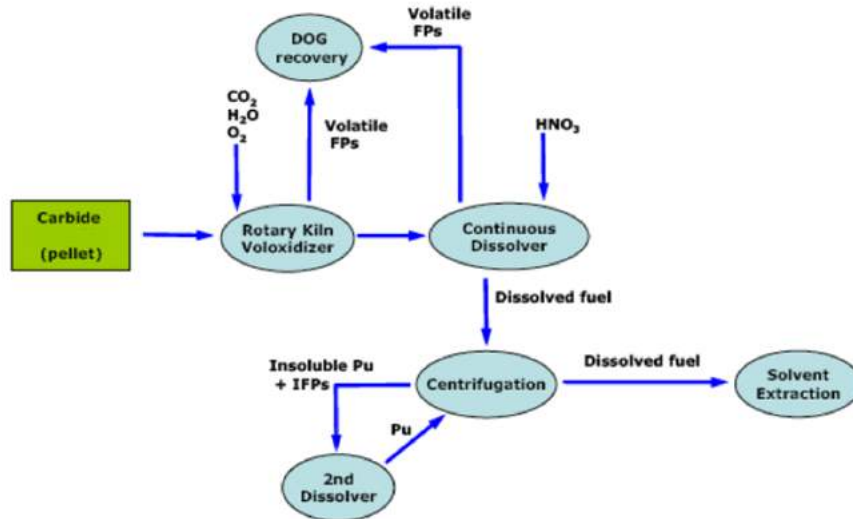 Volatile
FPs
DOG
recovery
CO₂
H₂O
O₂
Volatile
FPs
HNO₃
Carbide
(pellet)
Rotary Kiln
Voloxidizer
Continuous
Dissolver
Dissolved fuel
Insoluble Pu
+ IFPs
Centrifugation
Dissolved fuel
Solvent
Extraction
Pu
2nd
Dissolver